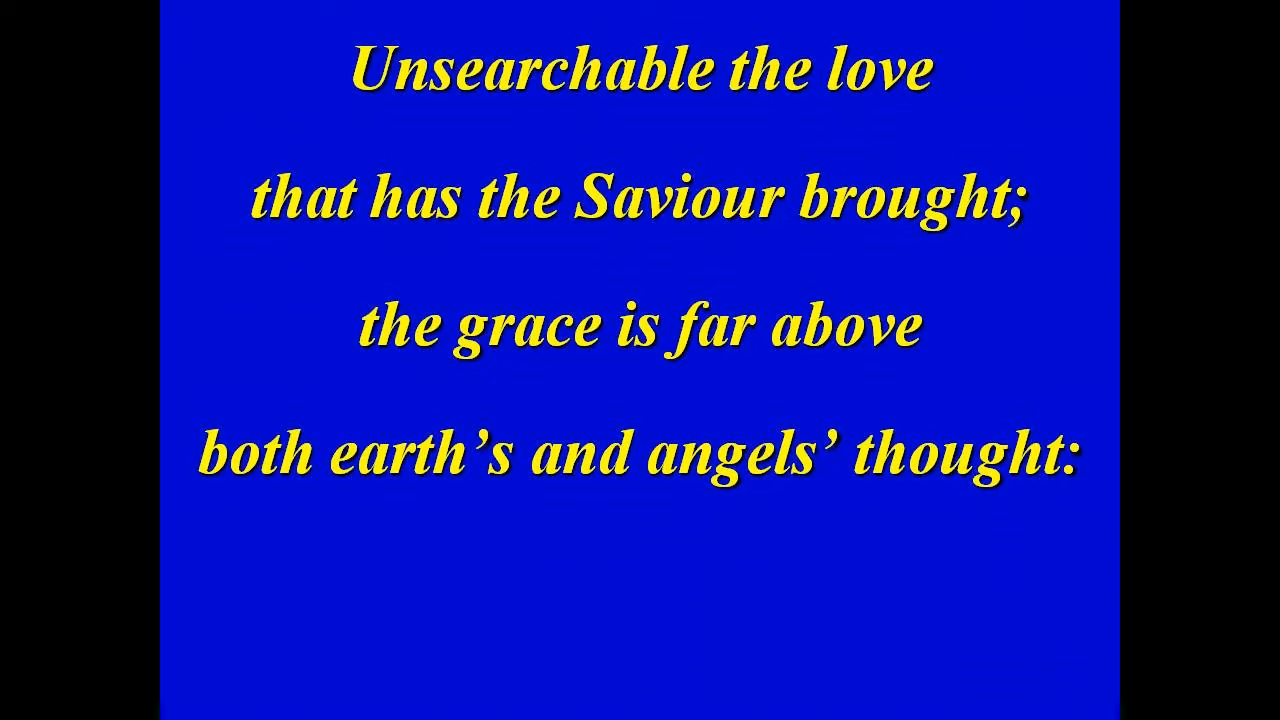 Unsearchable the love
that has the Saviour brought;
the grace is far above
both earth’s and angels’ thought: